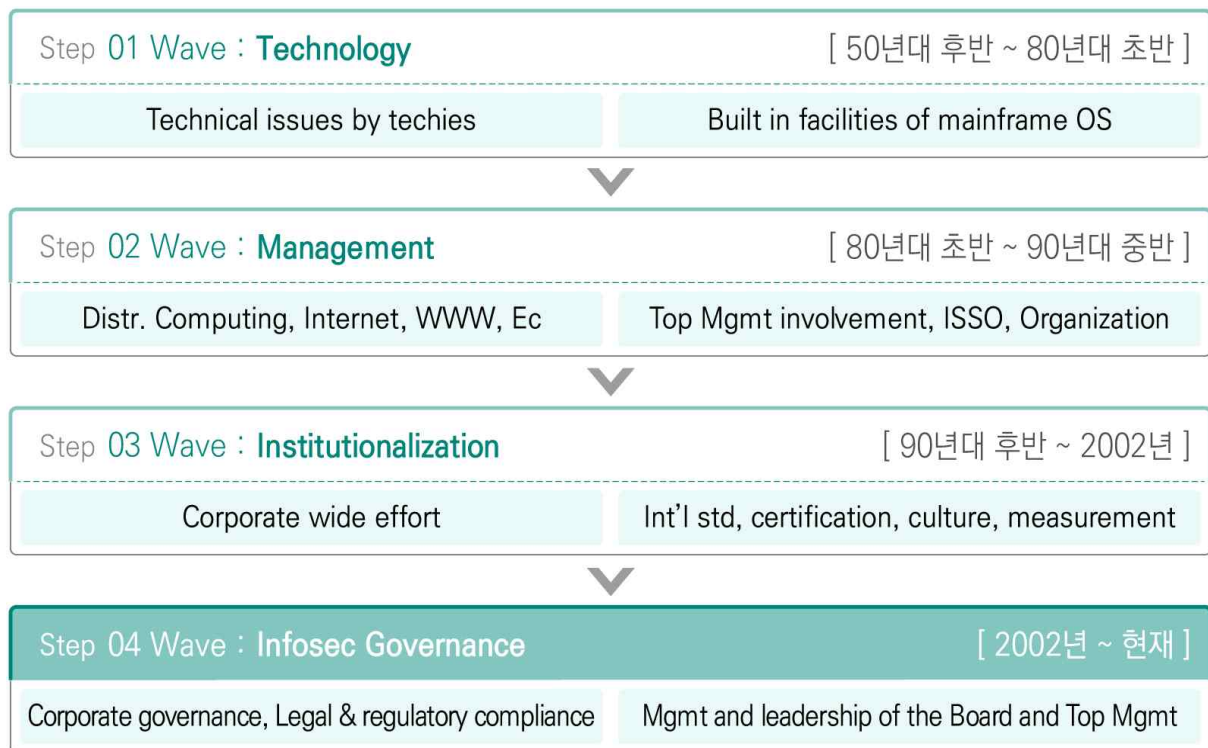 Step 01 Wave : Technology [ 50년대 후반 ~ 80년대 초반 ]
Technical issues by techies Built in facilities of mainframe OS
Step 02 Wave : Management [ 80년대 초반 ~ 90년대 중반 ]
Distr. Computing, Internet, WWW, Ec Top Mgmt involvement, ISSO, Organization
Step 03 Wave : Institutionalization [ 90년대 후반 ~ 2002년 ]
Corporate wide effort Int’l std, certification, culture, measurement
Step 04 Wave : Infosec Governance [ 2002년 ~ 현재 ]
Corporate governance, Legal & regulatory compliance Mgmt and leadership of the Board and Top Mgmt